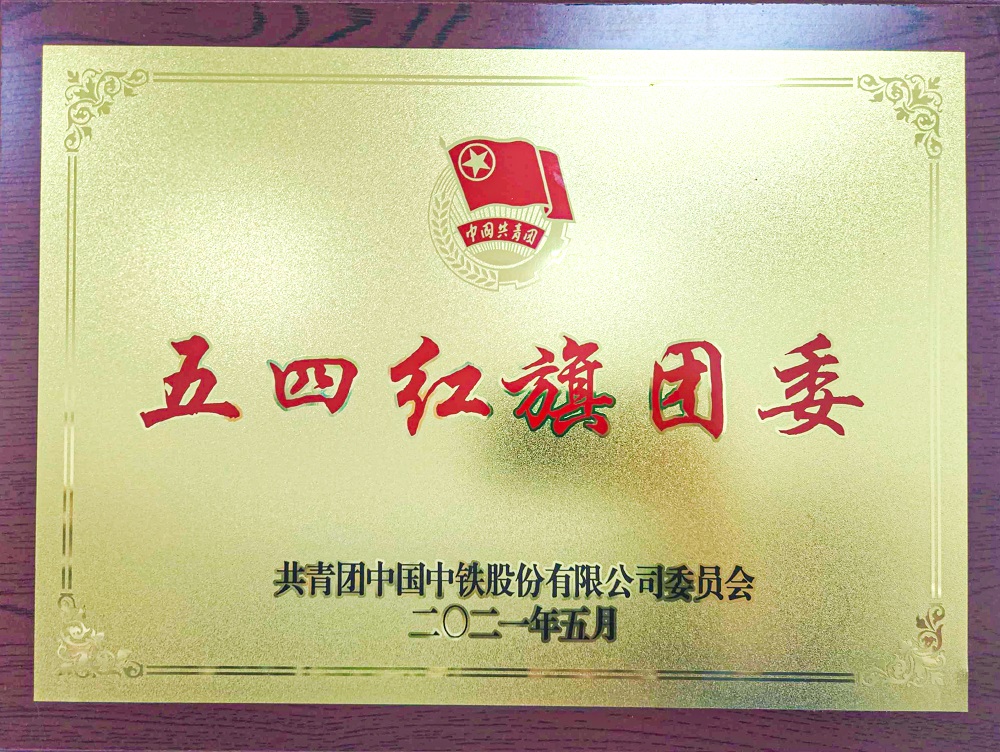 中国共青团
五四红旗团委
共青团中国中铁股份有限公司委员会
二〇二一年五月